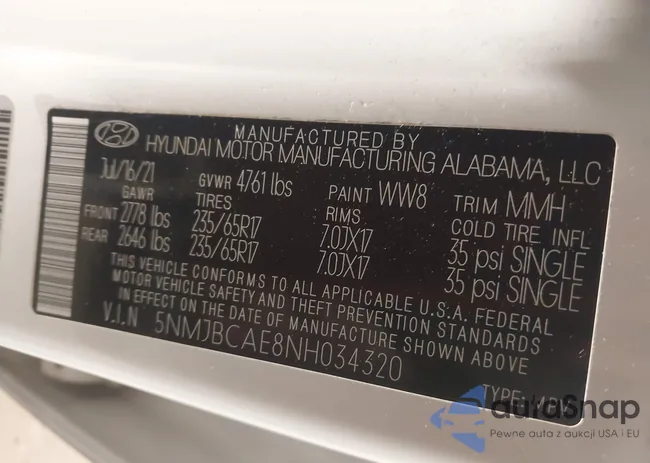 MANUFACTURED BY
HYUNDAI MOTOR MANUFACTURING ALABAMA, LLC
Jul/16/21 GVWR 4761 lbs PAINT WW8 TRIM MMH
GAWR TIRES RIMS COLD TIRE INFL
FRONT 2778 lbs 235/65R17 7.0JX17 35 psi SINGLE
REAR 2646 lbs 235/65R17 7.0JX17 35 psi SINGLE
THIS VEHICLE CONFORMS TO ALL APPLICABLE U.S.A. FEDERAL
MOTOR VEHICLE SAFETY AND THEFT PREVENTION STANDARDS
IN EFFECT ON THE DATE OF MANUFACTURE SHOWN ABOVE
V.I.N 5NMJBCAE8NH034320
TYPE:
auraSnap
Pewne auta z aukcji USA i EU